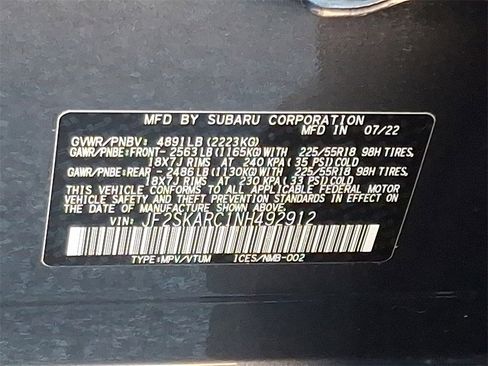 MFD BY SUBARU CORPORATION
MFD IN 07/22
GVWR/PNBV: 4891LB(2223KG)
GAWR/PNBE:FRONT-2563LB(1165KG)WITH 225/55R18 98H TIRES,
18X7J RIMS AT 240 KPA(35 PSI)COLD
GAWR/PNBE:REAR -2486LB(1130KG)WITH 225/55R18 98H TIRES,
18X7J RIMS AT 230 KPA(33 PSI)COLD
THIS VEHICLE CONFORMS TO ALL APPLICABLE FEDERAL MOTOR
VEHICLE SAFETY AND THEFT PREVENTION STANDARDS IN EFFECT ON
THE DATE OF MANUFACTURE SHOWN ABOVE.
VIN: JF2SKARC1NH492912
TYPE:MPV/VTUM ICES/NMB-002